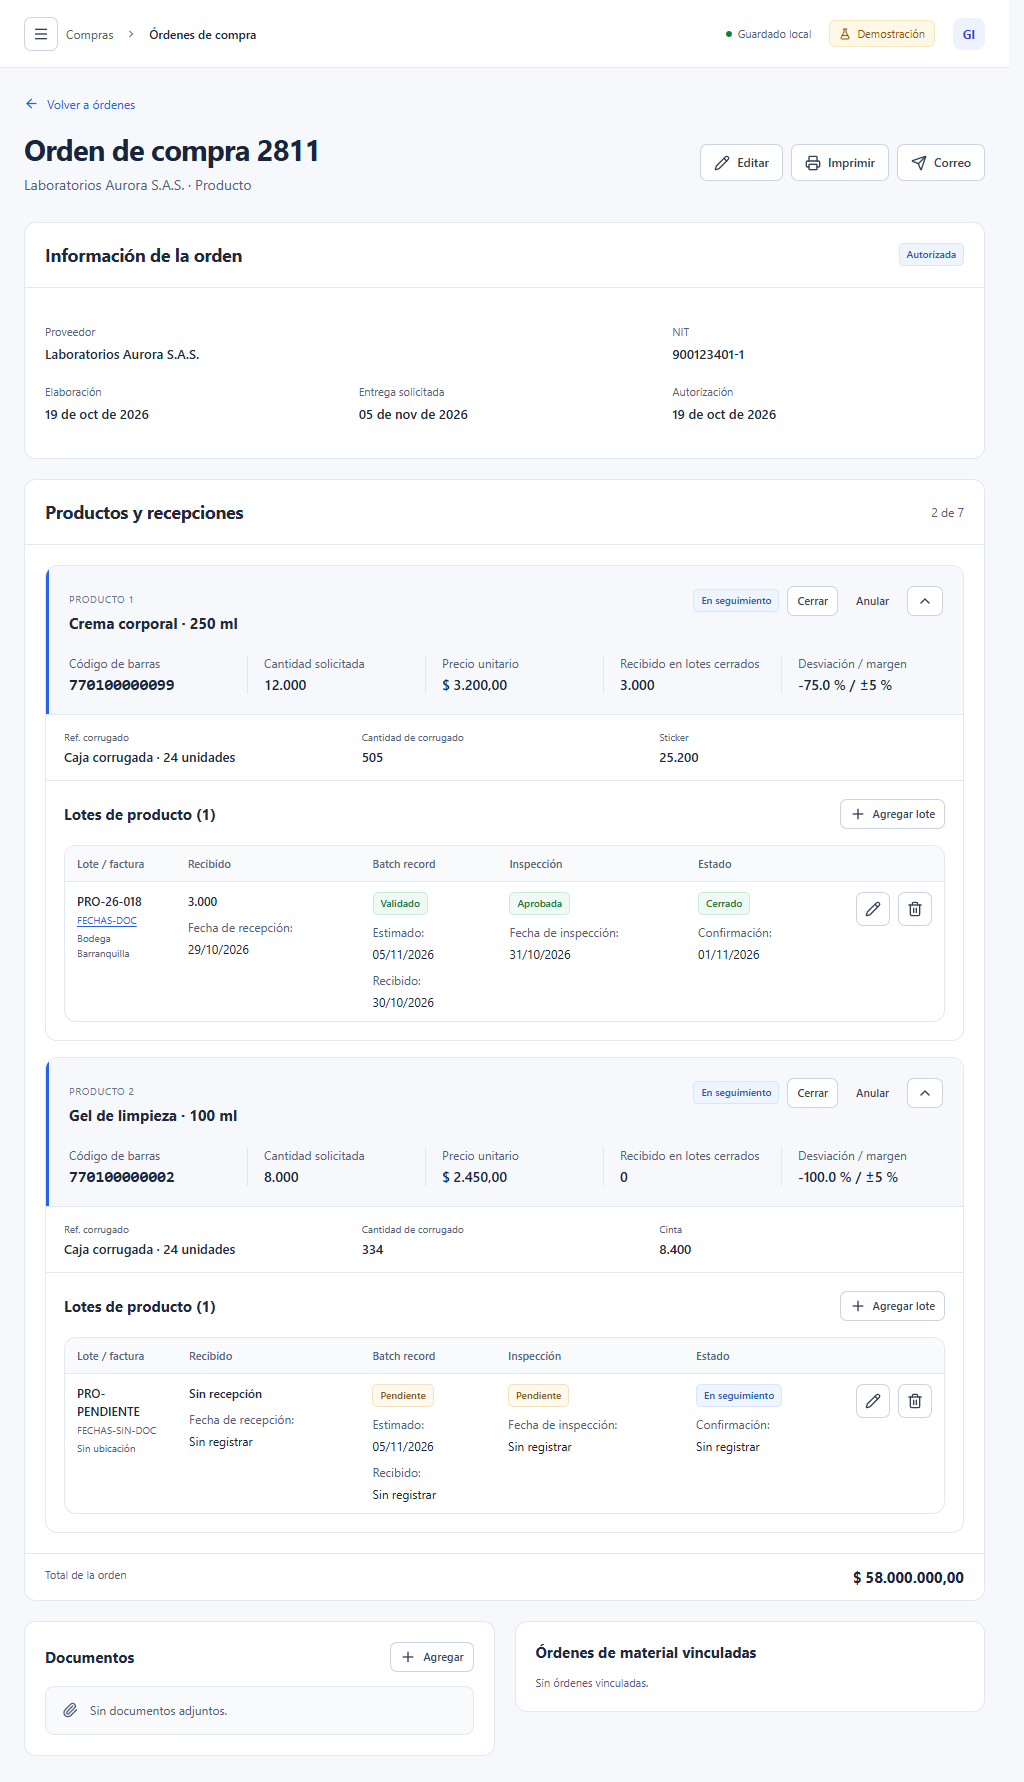 Compras > Órdenes de compra
Guardado local
Demostración
GI
Volver a órdenes
Orden de compra 2811
Laboratorios Aurora S.A.S. · Producto
Editar
Imprimir
Correo
Información de la orden
Autorizada
Proveedor
NIT
Laboratorios Aurora S.A.S.
900123401-1
Elaboración
Entrega solicitada
Autorización
19 de oct de 2026
05 de nov de 2026
19 de oct de 2026
Productos y recepciones
2 de 7
PRODUCTO 1
En seguimiento
Cerrar
Anular
Crema corporal · 250 ml
Código de barras
Cantidad solicitada
Precio unitario
Recibido en lotes cerrados
Desviación / margen
770100000099
12.000
$ 3.200,00
3.000
-75.0 % / ±5 %
Ref. corrugado
Cantidad de corrugado
Sticker
Caja corrugada · 24 unidades
505
25.200
Lotes de producto (1)
Agregar lote
Lote / factura
Recibido
Batch record
Inspección
Estado
PRO-26-018
FECHAS-DOC
Bodega
Barranquilla
3.000
Fecha de recepción:
29/10/2026
Validado
Estimado:
05/11/2026
Recibido:
30/10/2026
Aprobada
Fecha de inspección:
31/10/2026
Cerrado
Confirmación:
01/11/2026
PRODUCTO 2
En seguimiento
Cerrar
Anular
Gel de limpieza · 100 ml
Código de barras
Cantidad solicitada
Precio unitario
Recibido en lotes cerrados
Desviación / margen
770100000002
8.000
$ 2.450,00
0
-100.0 % / ±5 %
Ref. corrugado
Cantidad de corrugado
Cinta
Caja corrugada · 24 unidades
334
8.400
Lotes de producto (1)
Agregar lote
Lote / factura
Recibido
Batch record
Inspección
Estado
PRO-
PENDIENTE
FECHAS-SIN-DOC
Sin ubicación
Sin recepción
Fecha de recepción:
Sin registrar
Pendiente
Estimado:
05/11/2026
Recibido:
Sin registrar
Pendiente
Fecha de inspección:
Sin registrar
En seguimiento
Confirmación:
Sin registrar
Total de la orden
$ 58.000.000,00
Documentos
Agregar
Sin documentos adjuntos.
Órdenes de material vinculadas
Sin órdenes vinculadas.